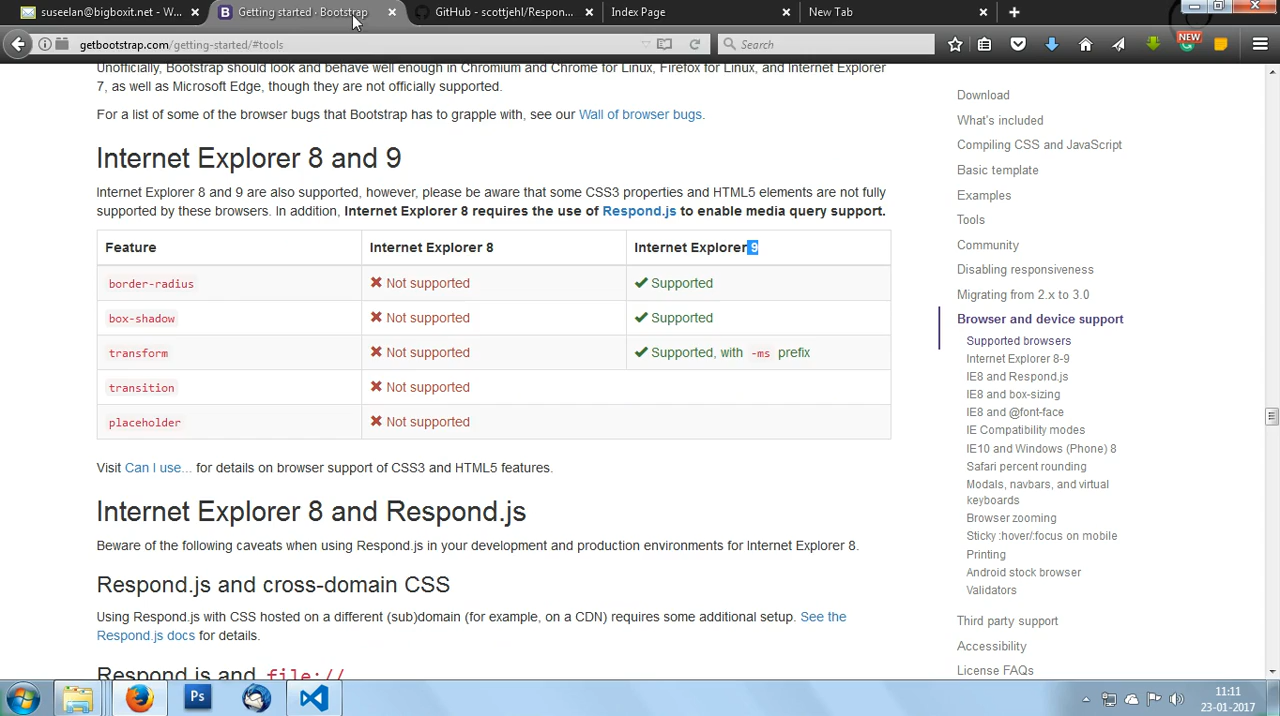 suseelan@bigboxit.net - W...
Getting started · Bootstrap
GitHub - scottjehl/Respon...
Index Page
New Tab
getbootstrap.com/getting-started/#tools
Search
NEW
Unofficially, Bootstrap should look and behave well enough in Chromium and Chrome for Linux, Firefox for Linux, and Internet Explorer
7, as well as Microsoft Edge, though they are not officially supported.
For a list of some of the browser bugs that Bootstrap has to grapple with, see our Wall of browser bugs.
Internet Explorer 8 and 9
Internet Explorer 8 and 9 are also supported, however, please be aware that some CSS3 properties and HTML5 elements are not fully
supported by these browsers. In addition, Internet Explorer 8 requires the use of Respond.js to enable media query support.
Feature Internet Explorer 8 Internet Explorer 9
border-radius Not supported Supported
box-shadow Not supported Supported
transform Not supported Supported, with -ms prefix
transition Not supported
placeholder Not supported
Visit Can I use... for details on browser support of CSS3 and HTML5 features.
Internet Explorer 8 and Respond.js
Beware of the following caveats when using Respond.js in your development and production environments for Internet Explorer 8.
Respond.js and cross-domain CSS
Using Respond.js with CSS hosted on a different (sub)domain (for example, on a CDN) requires some additional setup. See the
Respond.js docs for details.
Respond.js and file://
Download
What's included
Compiling CSS and JavaScript
Basic template
Examples
Tools
Community
Disabling responsiveness
Migrating from 2.x to 3.0
Browser and device support
Supported browsers
Internet Explorer 8-9
IE8 and Respond.js
IE8 and box-sizing
IE8 and @font-face
IE Compatibility modes
IE10 and Windows (Phone) 8
Safari percent rounding
Modals, navbars, and virtual
keyboards
Browser zooming
Sticky :hover/:focus on mobile
Printing
Android stock browser
Validators
Third party support
Accessibility
License FAQs
Ps
11:11
23-01-2017